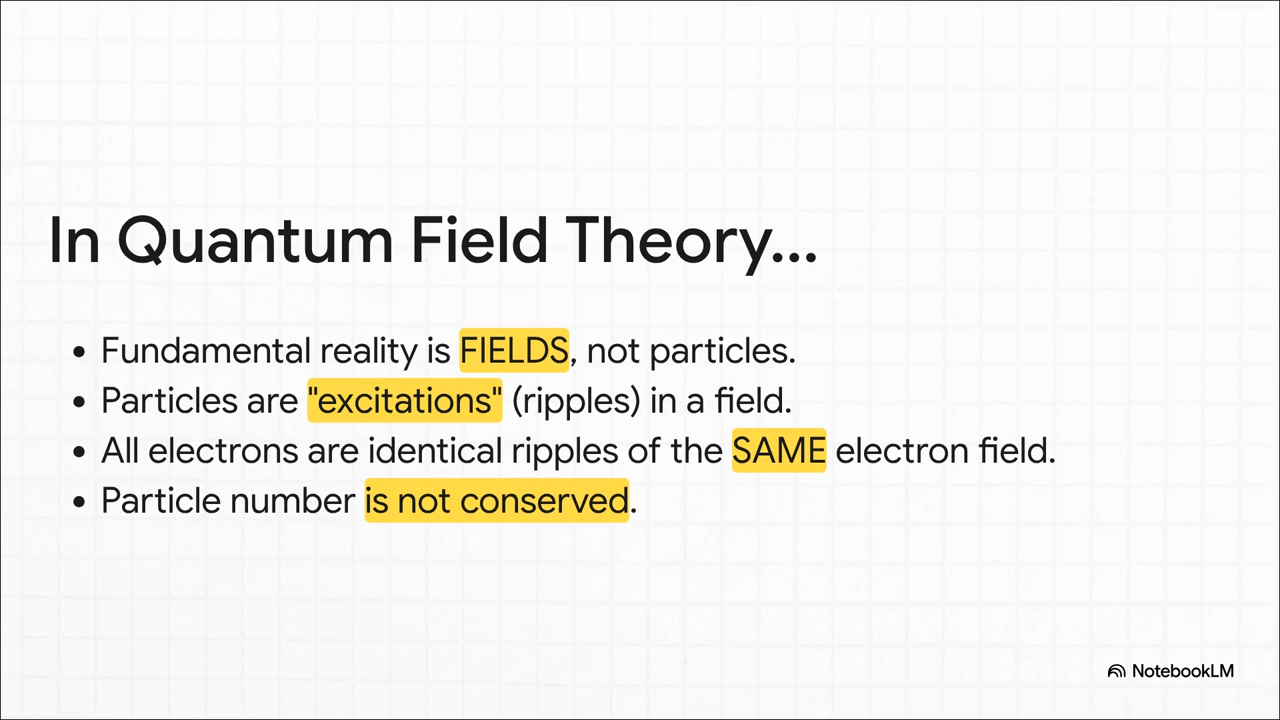 In Quantum Field Theory...
• Fundamental reality is FIELDS, not particles.
• Particles are "excitations" (ripples) in a field.
• All electrons are identical ripples of the SAME electron field.
• Particle number is not conserved.
NotebookLM